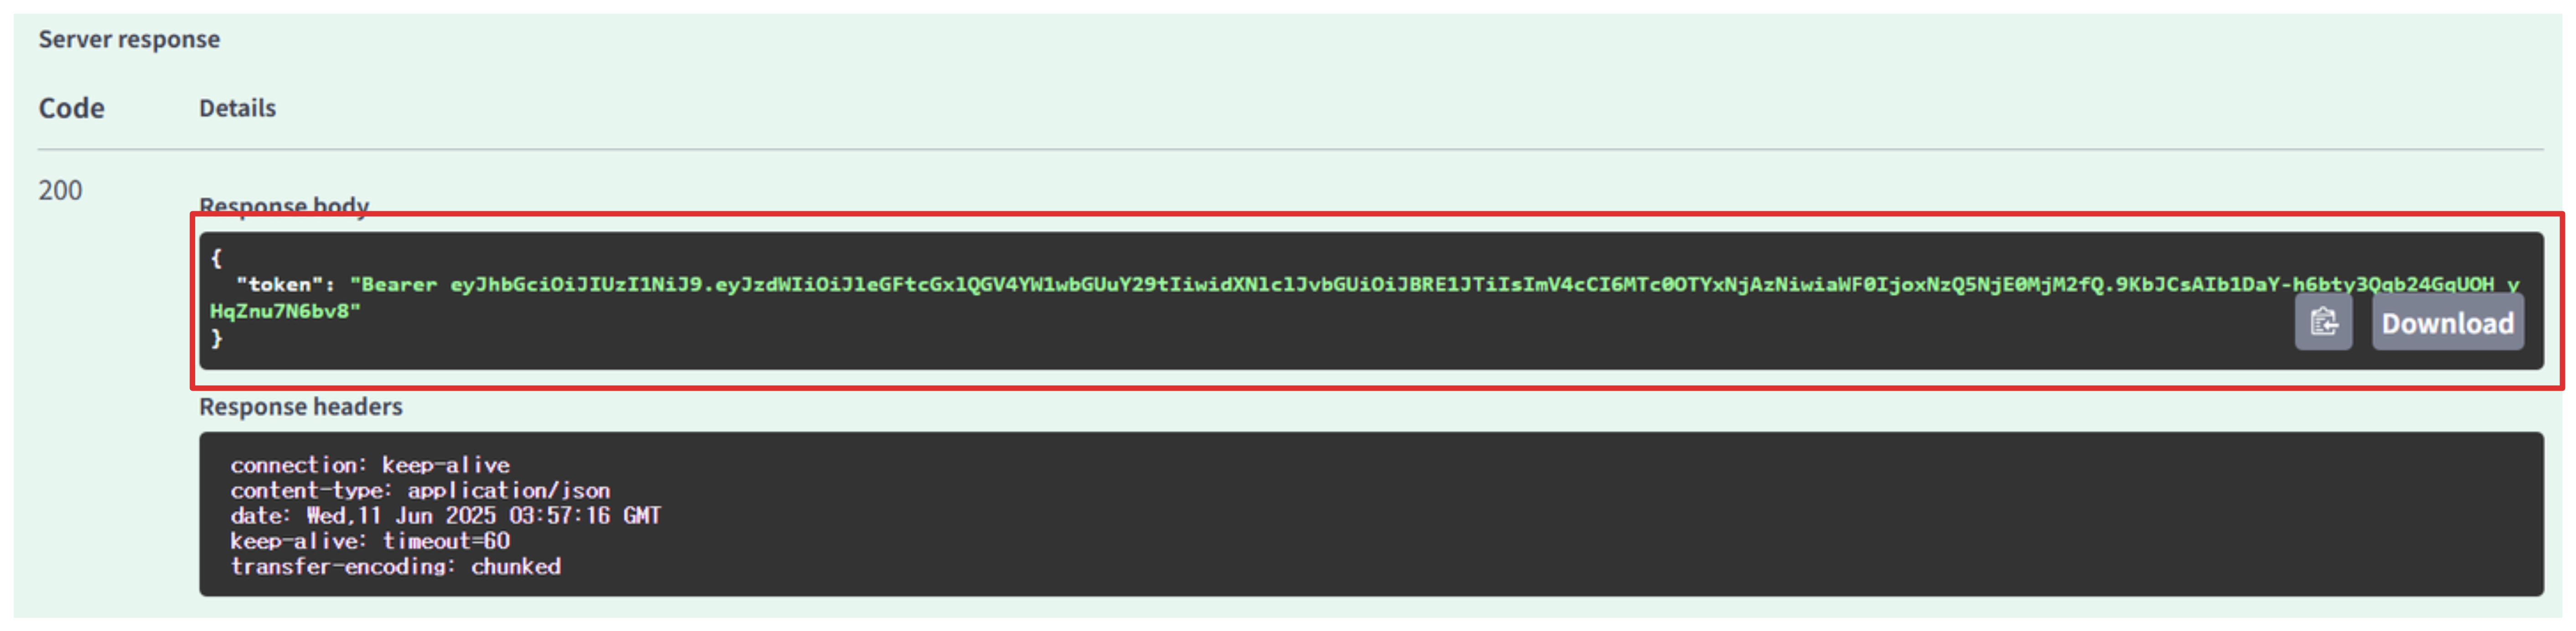 Server response
Code
Details
200
Response body
{
"token": "Bearer eyJhbGciOiJIUzI1NiJ9.eyJzdWIiOiJleGFtcGxlQGV4YW1wbGUuY29tIiwidXNlclJvbGUiOiJBRE1JTiIsImV4cCI6MTc0OTYxNjAzNiwiaWF0IjoxNzQ5NjE0MjM2fQ.9KbJCsAIb1DaY-h6bty3Qqb24GqUOH_y
HqZnu7N6bv8"
}
Download
Response headers
connection: keep-alive
content-type: application/json
date: Wed,11 Jun 2025 03:57:16 GMT
keep-alive: timeout=60
transfer-encoding: chunked